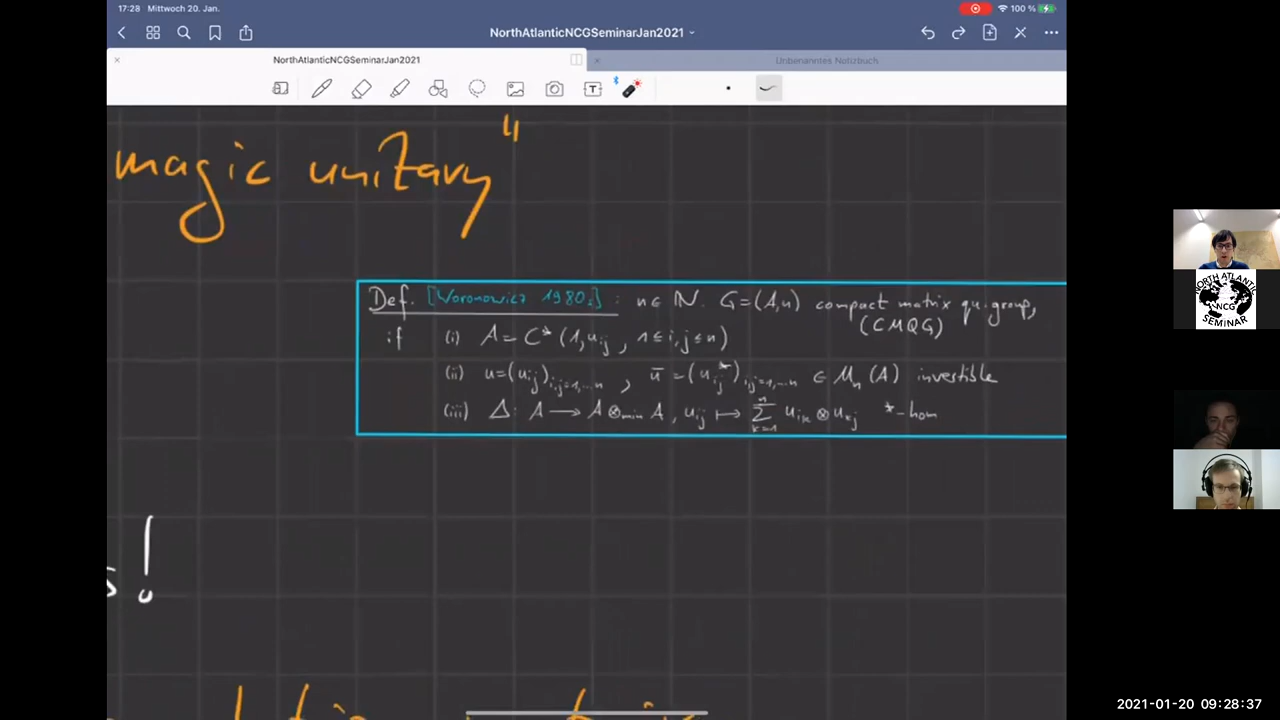 17:28 Mittwoch 20. Jan.
100 %
NorthAtlanticNCGSeminarJan2021
NorthAtlanticNCGSeminarJan2021
Unbenanntes Notizbuch
magic unitary"
Def. [Woronowicz 1980s]: n ∈ ℕ. G=(A,u) compact matrix qu. group,
(CMQG)
if (i) A = C*(1, u_ij, 1≤i,j≤n)
(ii) u=(u_ij)_{i,j=1,...,n}, ū=(u_ij*)_{i,j=1,...,n} ∈ M_n(A) invertible
(iii) Δ: A → A ⊗_min A, u_ij ↦ Σ_{k=1}^n u_ik ⊗ u_kj *-hom
s!
NORTH ATLANTIC
NCG
SEMINAR
2021-01-20 09:28:37